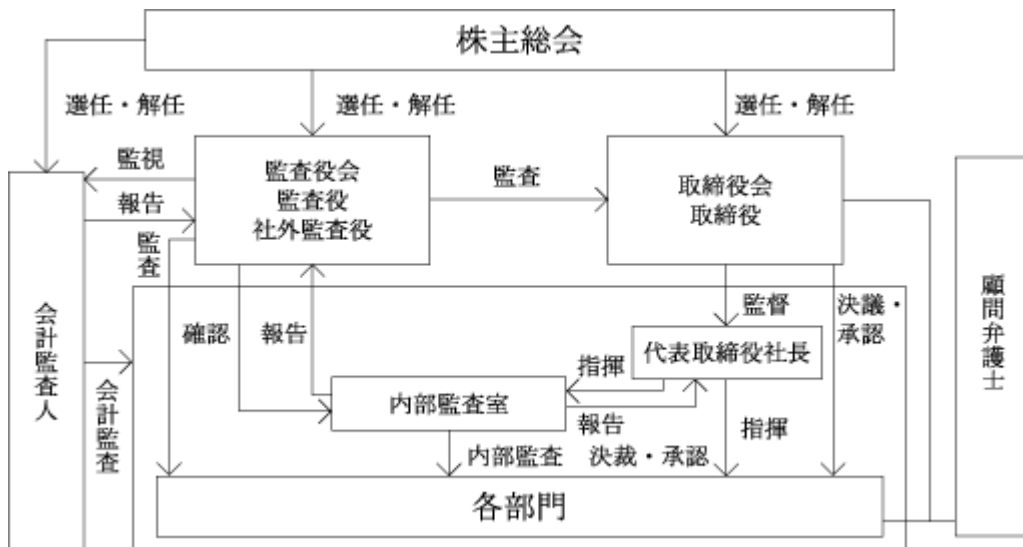 株主総会
選任・解任
選任・解任
選任・解任
監視
報告
監査役会
監査役
社外監査役
監査
取締役会
取締役
監査
会計監査人
会計監査
確認
報告
監督
決議・
承認
顧問弁護士
代表取締役社長
指揮
内部監査室
報告
指揮
内部監査
決裁・承認
各部門